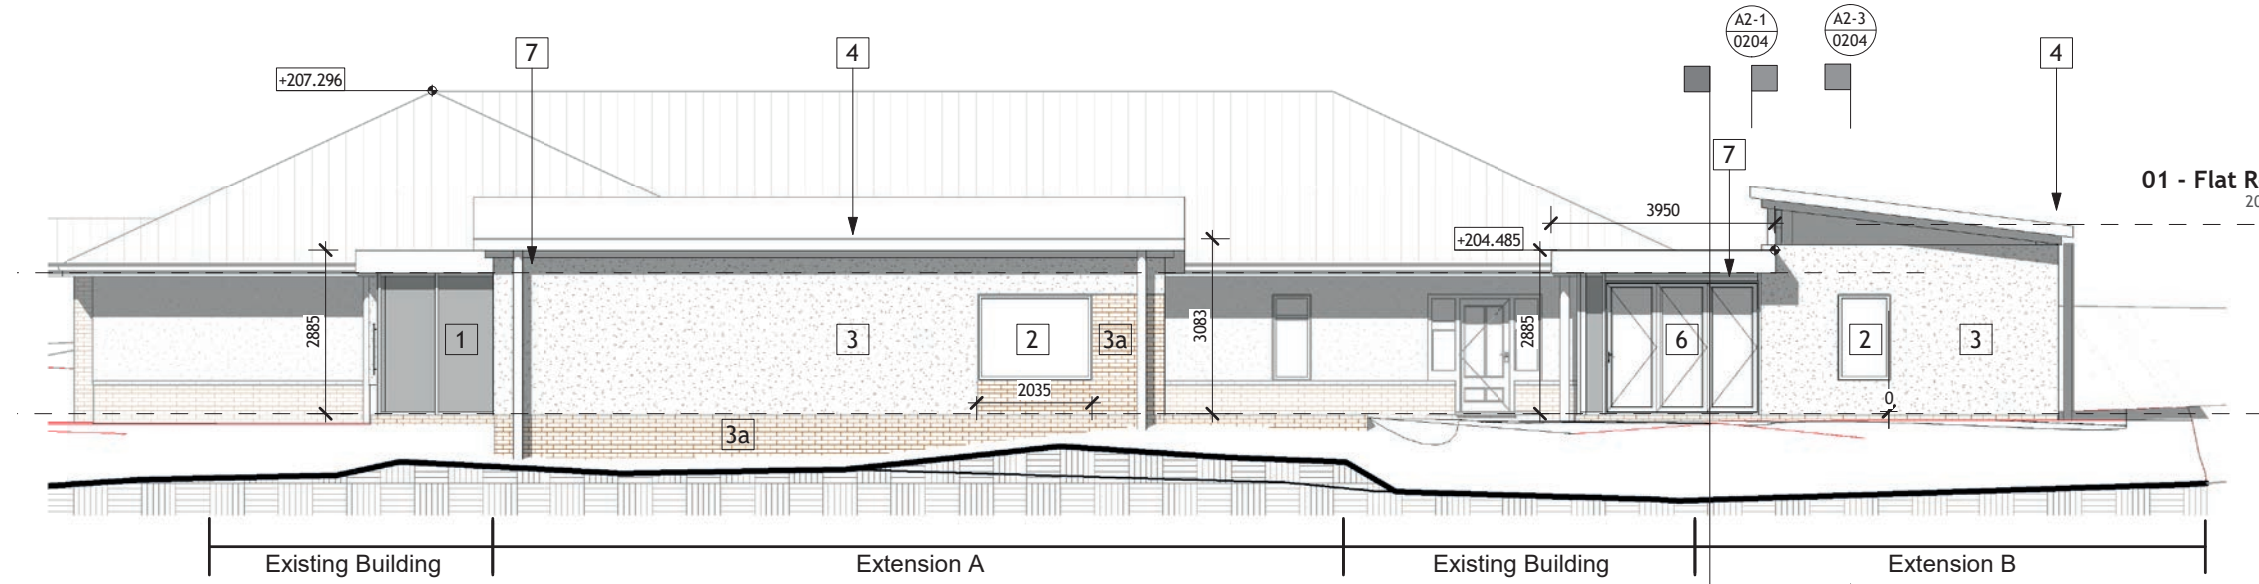 A2-1
0204
A2-3
0204
7
4
4
+207.296
7
01 - Flat R
20
3950
+204.485
2885
1
3
2
3a
3083
2885
6
2
3
2035
0,
3a
Existing Building
Extension A
Existing Building
Extension B